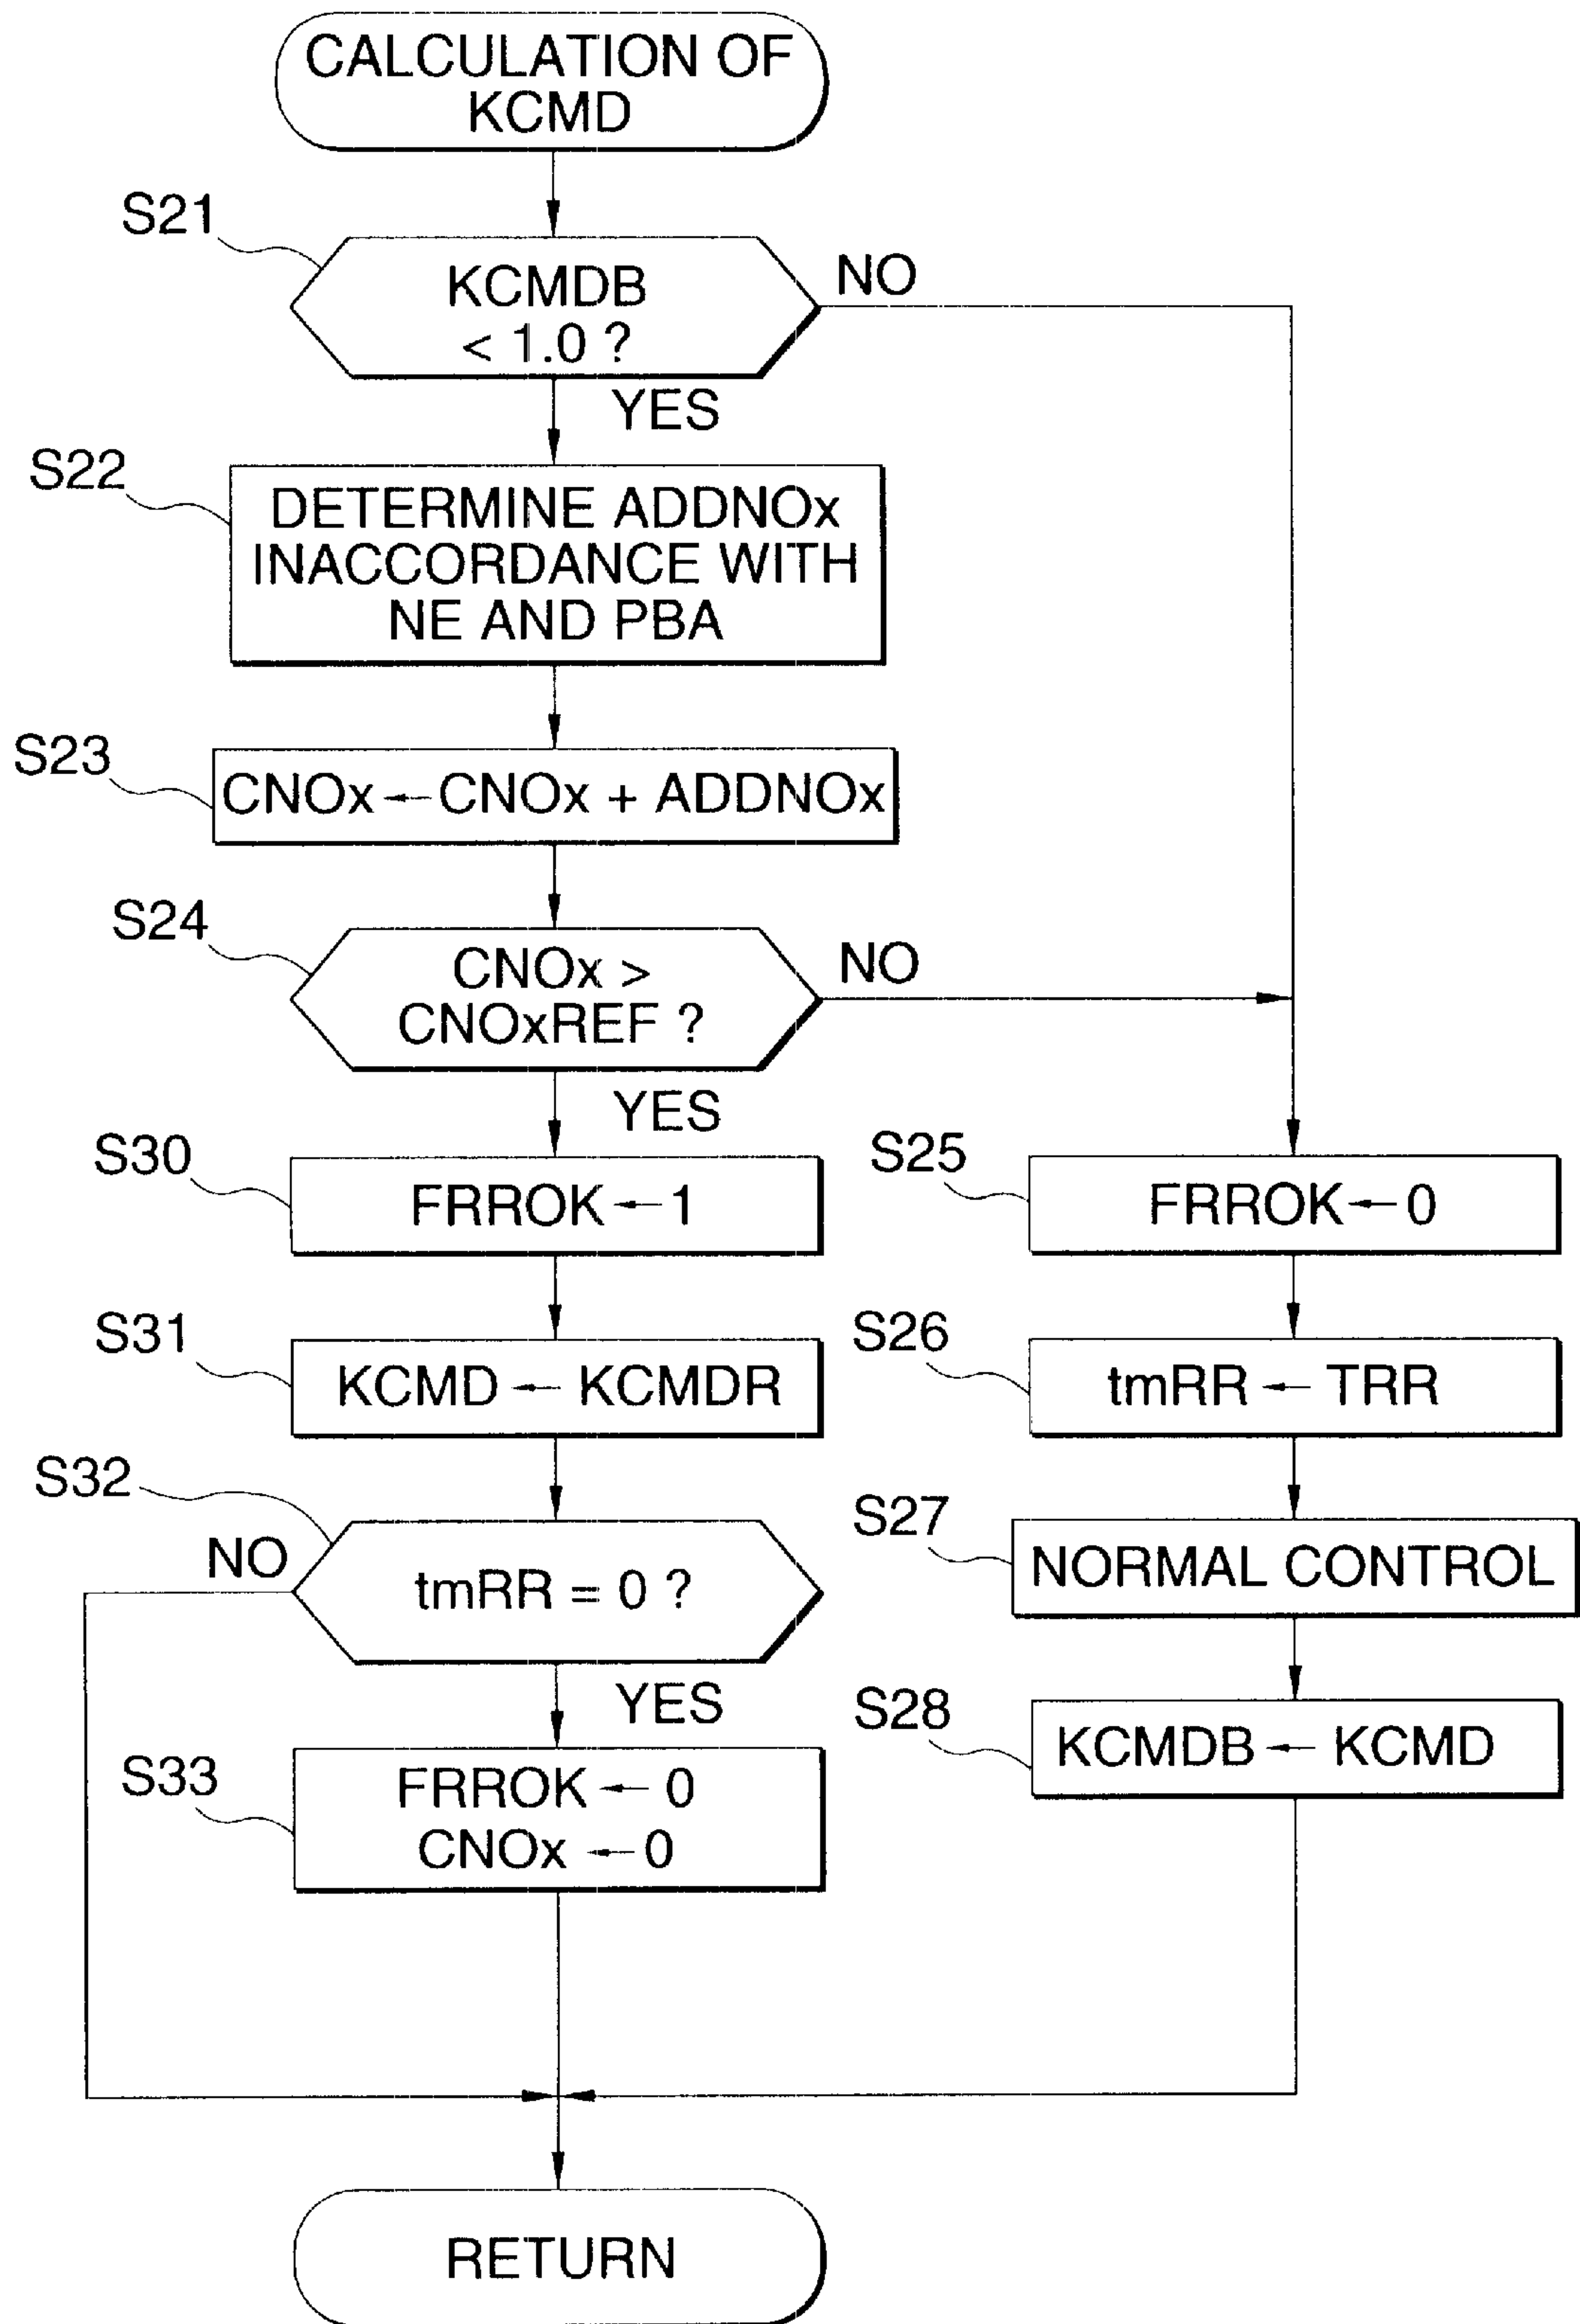 CALCULATION OF
KCMD
S21
KCMDB
< 1.0 ?
NO
YES
S22
DETERMINE ADDNOx
INACCORDANCE WITH
NE AND PBA
S23
CNOx ← CNOx + ADDNOx
S24
CNOx >
CNOxREF ?
NO
YES
S30
FRROK ← 1
S25
FRROK ← 0
S31
KCMD ← KCMDR
S26
tmRR ← TRR
S32
NO
tmRR = 0 ?
YES
S27
NORMAL CONTROL
S28
KCMDB ← KCMD
S33
FRROK ← 0
CNOx ← 0
RETURN